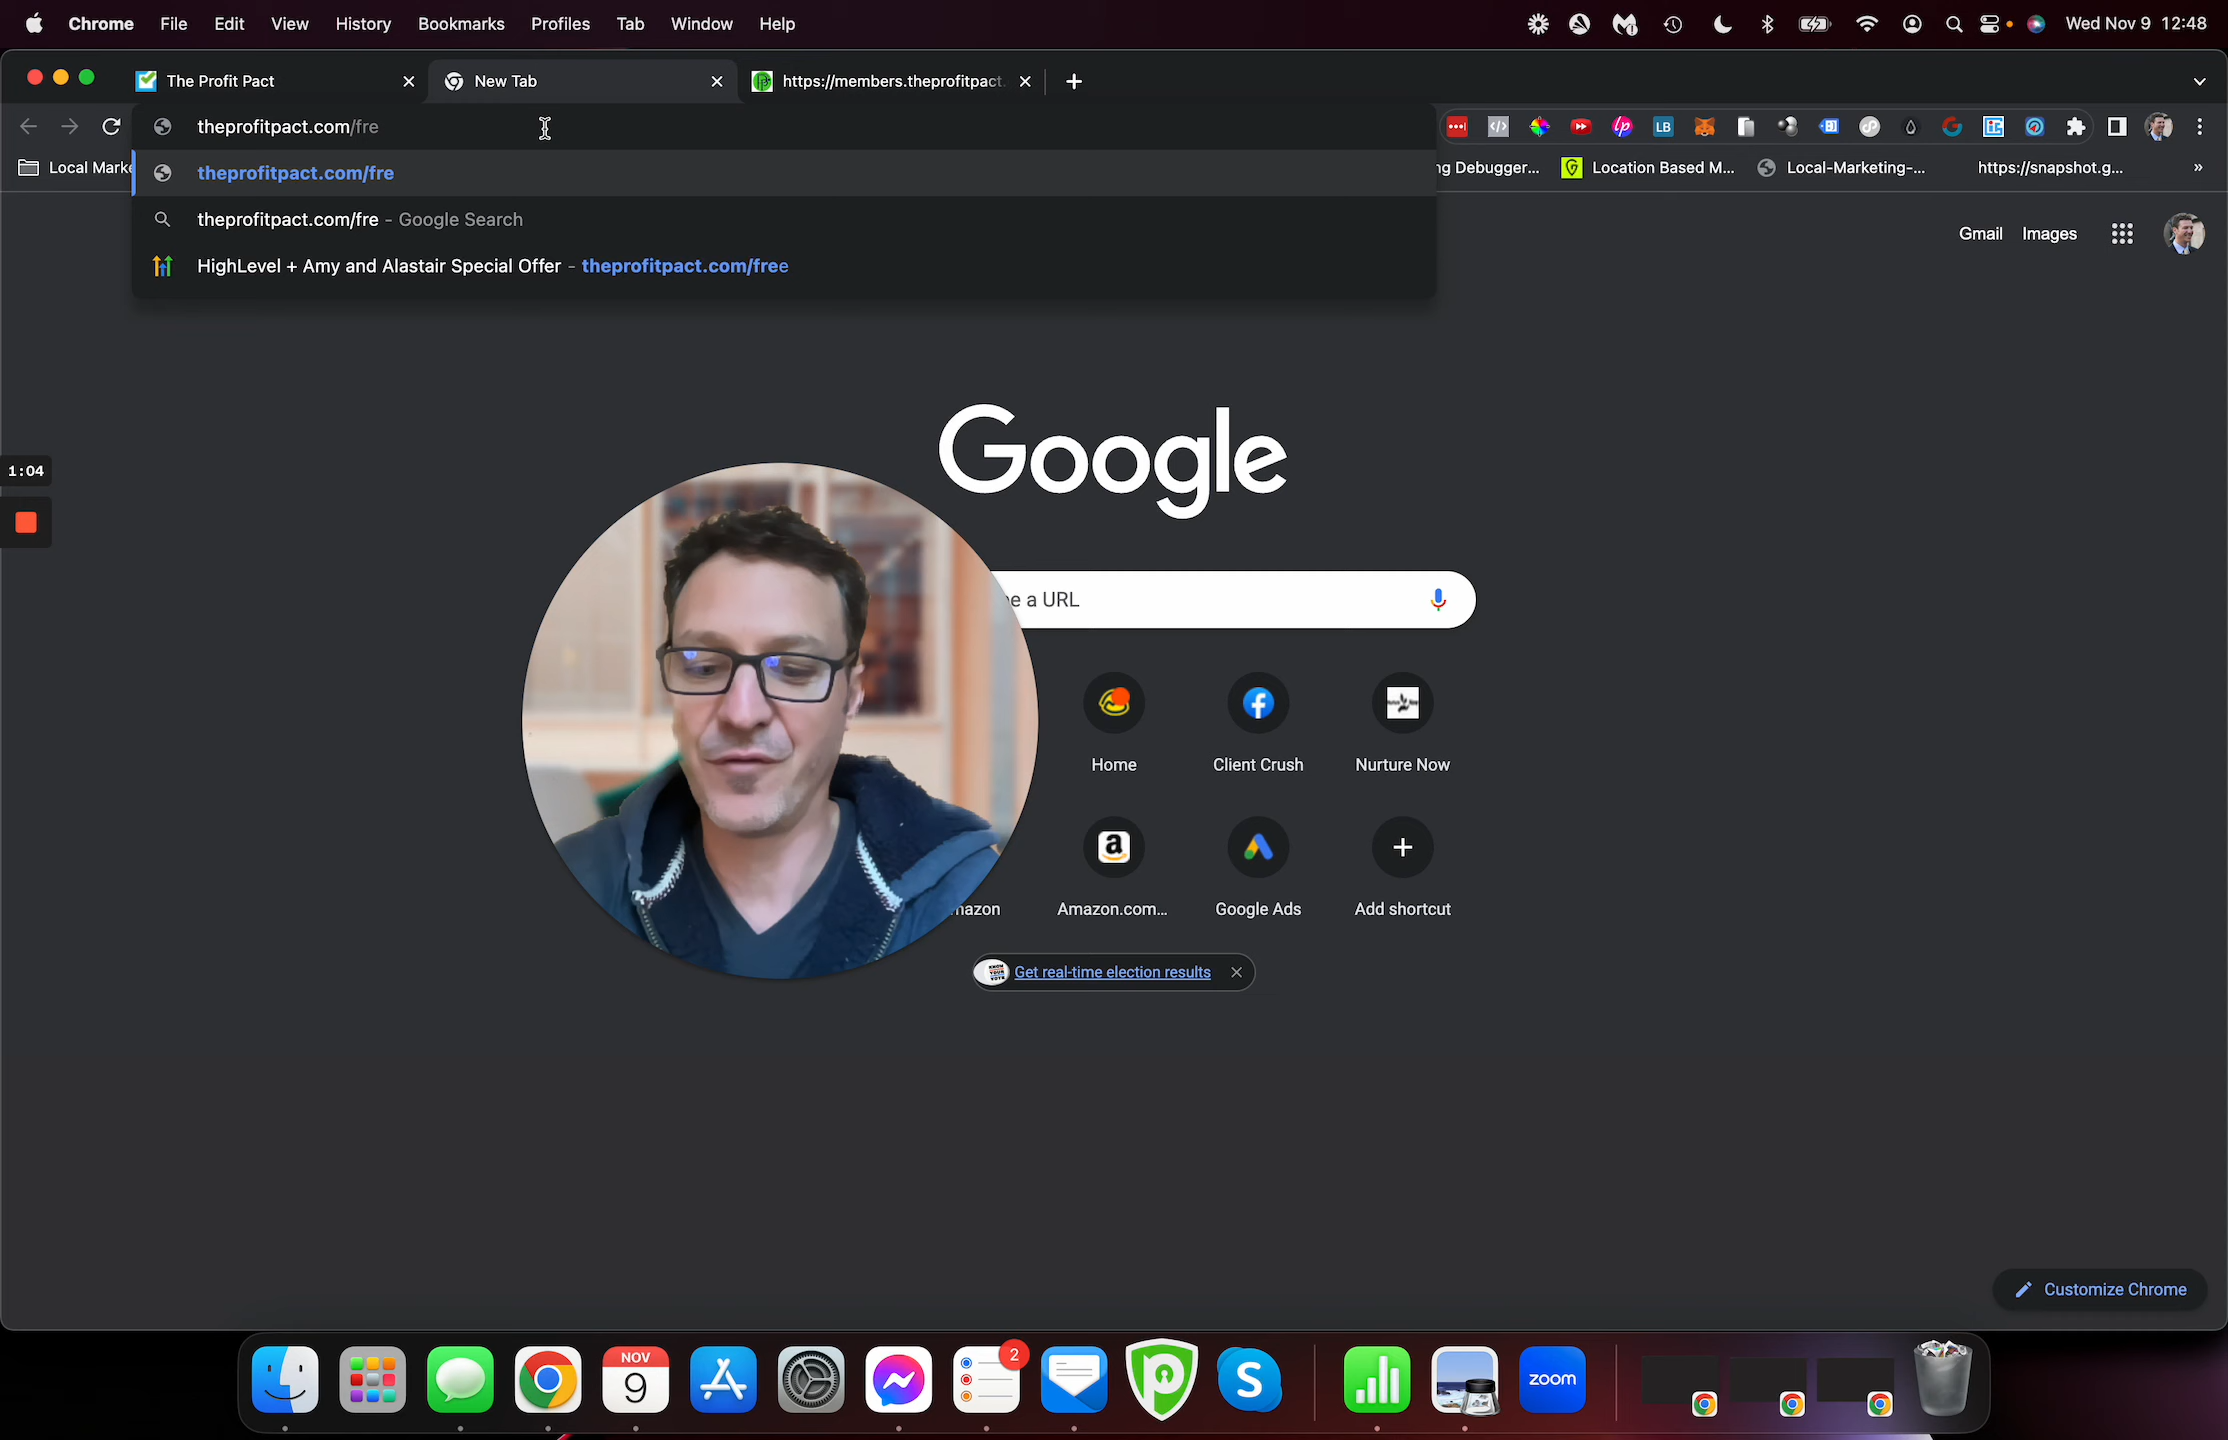 Chrome File Edit View History Bookmarks Profiles Tab Window Help Wed Nov 9 12:48
The Profit Pact New Tab https://members.theprofitpact.
theprofitpact.com/fre
Local Marke ng Debugger... Location Based M... Local-Marketing-... https://snapshot.g... »
theprofitpact.com/fre
theprofitpact.com/fre - Google Search
HighLevel + Amy and Alastair Special Offer - theprofitpact.com/free
Gmail Images
Google
1:04
e a URL
Home Client Crush Nurture Now
mazon Amazon.com... Google Ads Add shortcut
Get real-time election results
Customize Chrome
NOV
9
2
zoom